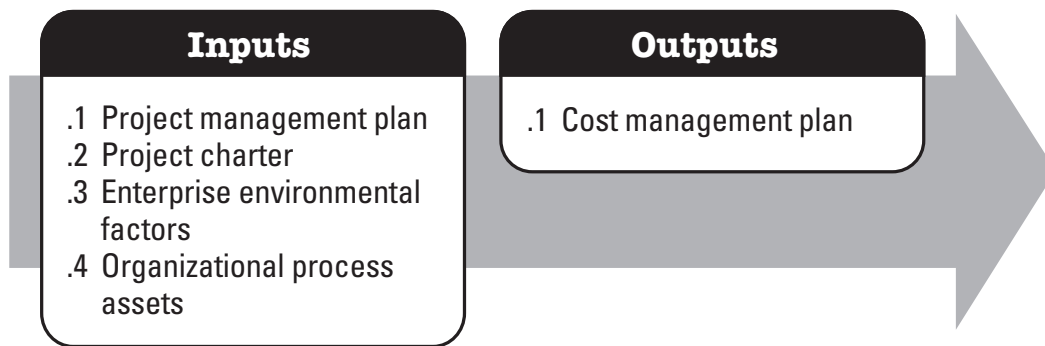 Inputs
.1 Project management plan
.2 Project charter
.3 Enterprise environmental
factors
.4 Organizational process
assets
Outputs
.1 Cost management plan